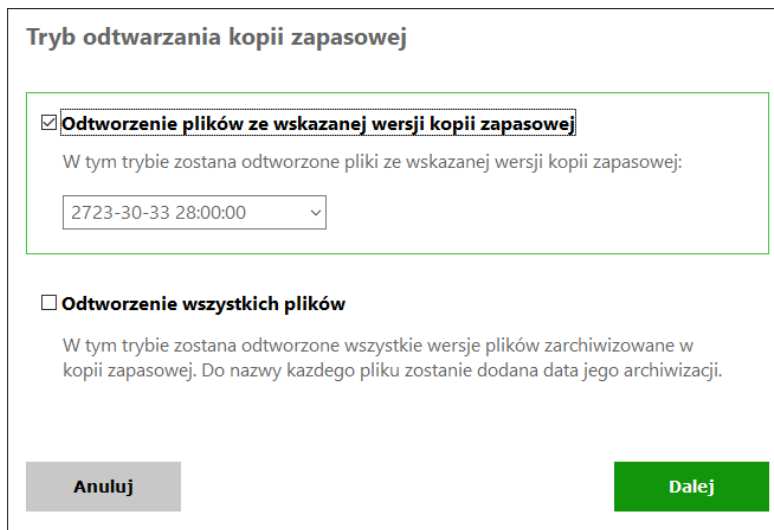 Tryb odtwarzania kopii zapasowej
Odtworzenie plików ze wskazanej wersji kopii zapasowej
W tym trybie zostana odtworzone pliki ze wskazanej wersji kopii zapasowej:
2723-30-33 28:00:00
Odtworzenie wszystkich plików
W tym trybie zostana odtworzone wszystkie wersje plików zarchiwizowane w
kopii zapasowej. Do nazwy kazdego pliku zostanie dodana data jego archiwizacji.
Anuluj
Dalej